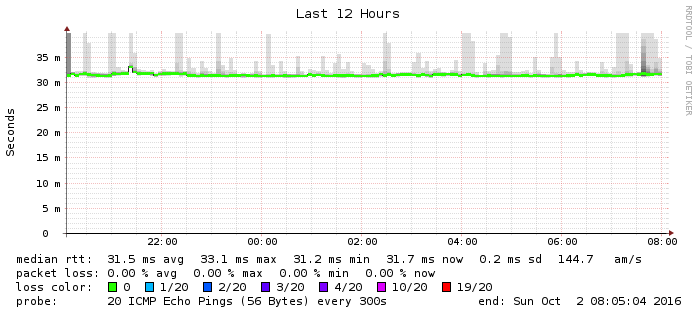 Last 12 Hours
RRDTOOL / TOBI OETIKER
Seconds
35 m
30 m
25 m
20 m
15 m
10 m
5 m
0
22:00 00:00 02:00 04:00 06:00 08:00
median rtt: 31.5 ms avg 33.1 ms max 31.2 ms min 31.7 ms now 0.2 ms sd 144.7 am/s
packet loss: 0.00 % avg 0.00 % max 0.00 % min 0.00 % now
loss color: 0 1/20 2/20 3/20 4/20 10/20 19/20
probe: 20 ICMP Echo Pings (56 Bytes) every 300s end: Sun Oct 2 08:05:04 2016